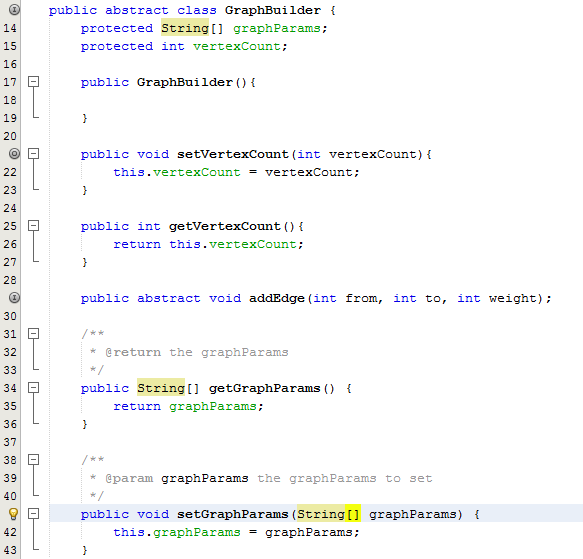 public abstract class GraphBuilder {
14 protected String[] graphParams;
15 protected int vertexCount;
16
17 public GraphBuilder(){
18
19 }
20
public void setVertexCount(int vertexCount){
22 this.vertexCount = vertexCount;
23 }
24
25 public int getVertexCount(){
26 return this.vertexCount;
27 }
28
public abstract void addEdge(int from, int to, int weight);
30
31 /**
32 * @return the graphParams
33 */
34 public String[] getGraphParams() {
35 return graphParams;
36 }
37
38 /**
39 * @param graphParams the graphParams to set
40 */
public void setGraphParams(String[] graphParams) {
42 this.graphParams = graphParams;
43 }